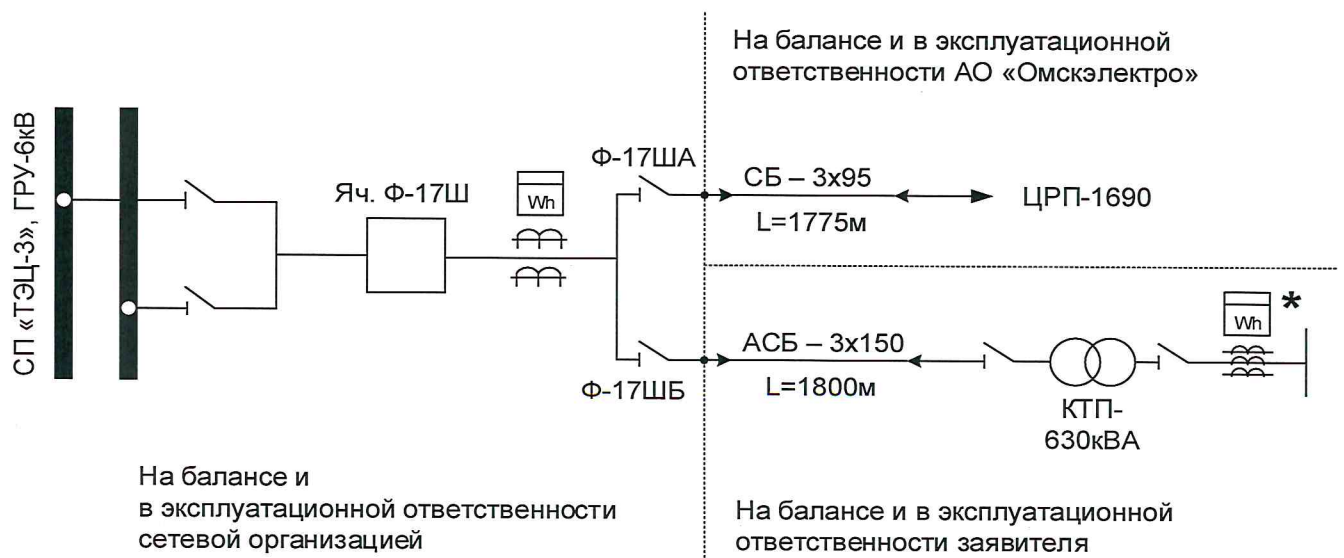 На балансе и в эксплуатационной
ответственности АО «Омскэлектро»
СП «ТЭЦ-3», ГРУ-6кВ
Яч. Ф-17Ш
Wh
Ф-17ША
СБ – 3х95
L=1775м
ЦРП-1690
Ф-17ШБ
АСБ – 3х150
L=1800м
Wh
*
КТП-
630кВА
На балансе и
в эксплуатационной ответственности
сетевой организацией
На балансе и в эксплуатационной
ответственности заявителя